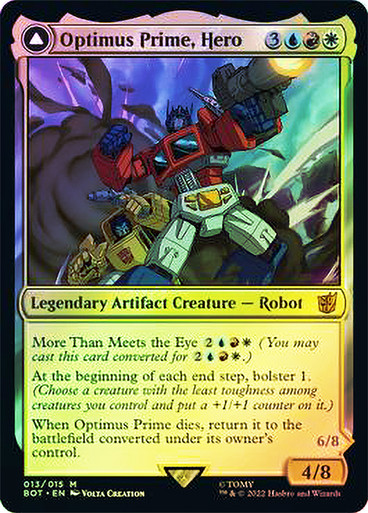 Optimus Prime, Hero 3
More Than Meets the Eye 2 (You may
cast this card converted for 2 .)
At the beginning of each end step, bolster 1.
(Choose a creature with the least toughness among
creatures you control and put a +1/+1 counter on it.)
When Optimus Prime dies, return it to the
battlefield converted under its owner's
control.
6/8
Legendary Artifact Creature — Robot
4/8
013/015 M
BOT • EN Volta Creation
©TOMY
™ & © 2022 Hasbro and Wizards